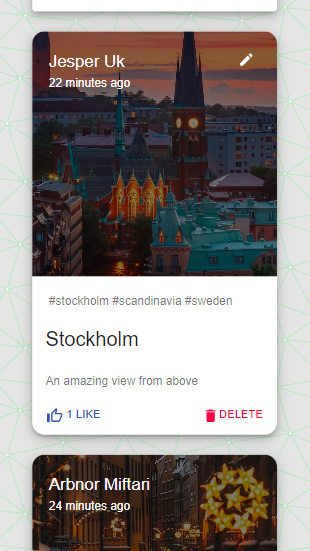 Jesper Uk
22 minutes ago
#stockholm #scandinavia #sweden
Stockholm
An amazing view from above
1 LIKE
DELETE
Arbnor Miftari
24 minutes ago